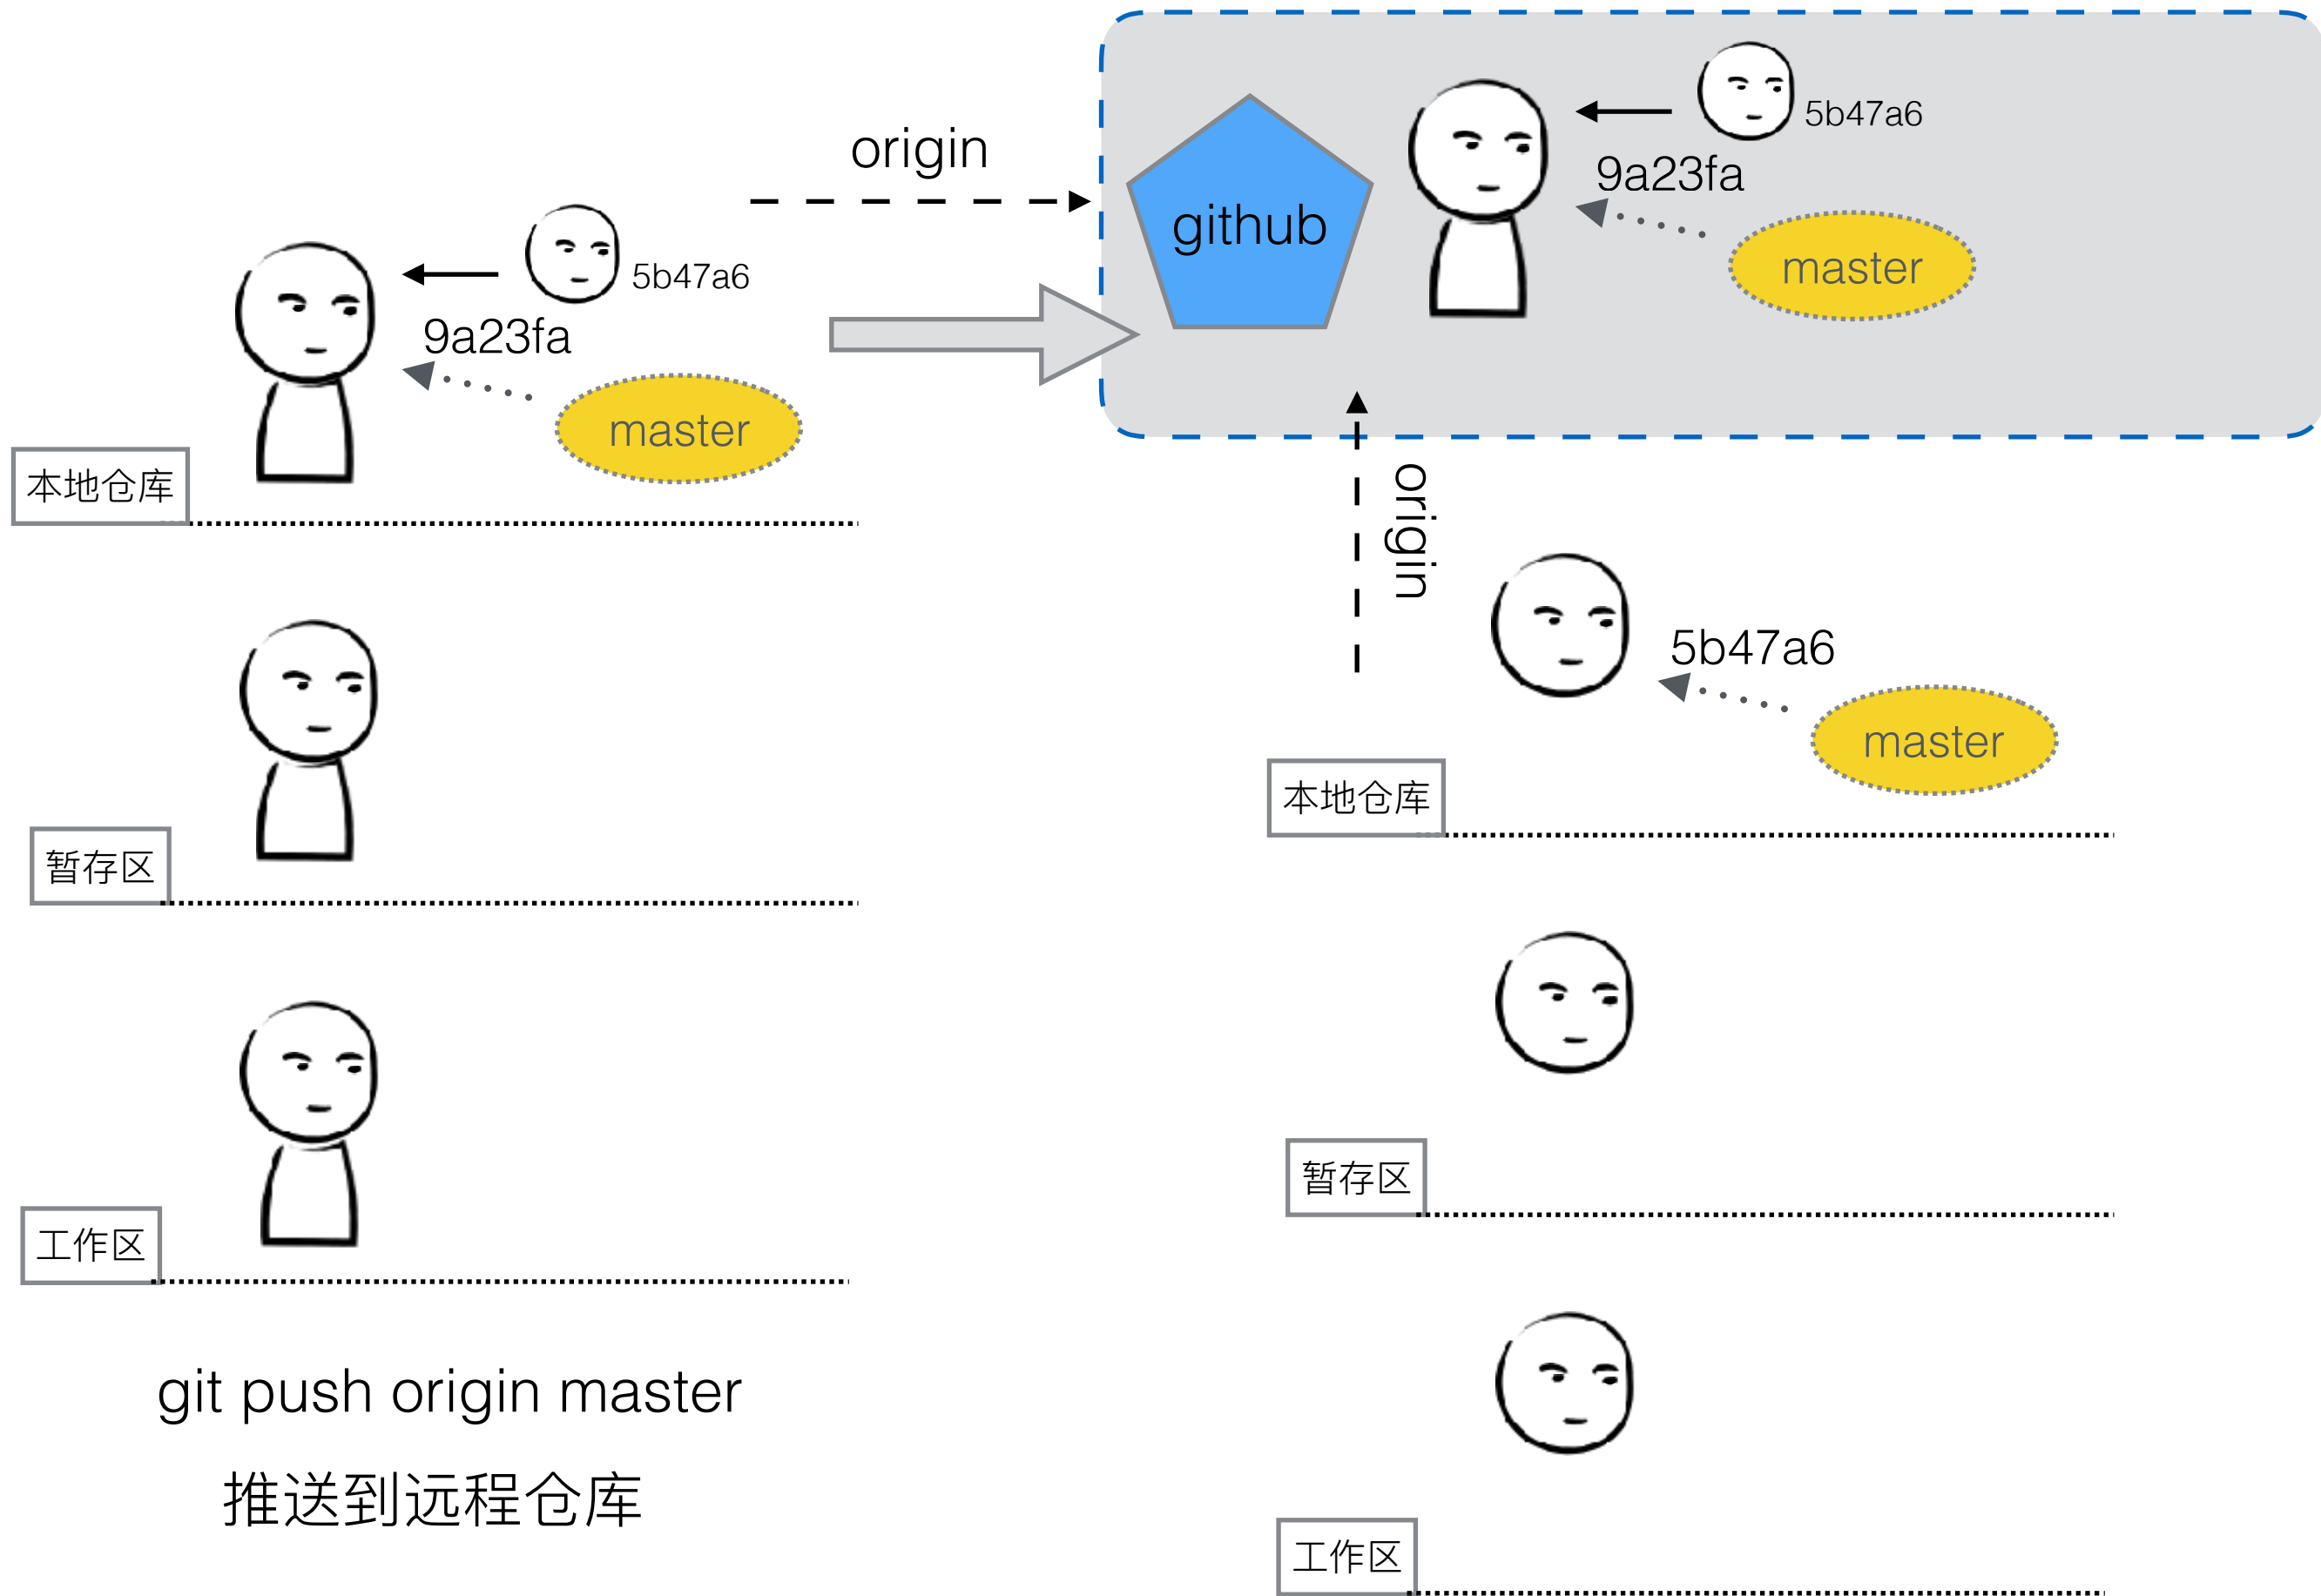 origin
5b47a6
9a23fa
master
本地仓库
暂存区
工作区
git push origin master
推送到远程仓库
github
5b47a6
9a23fa
master
origin
5b47a6
master
本地仓库
暂存区
工作区